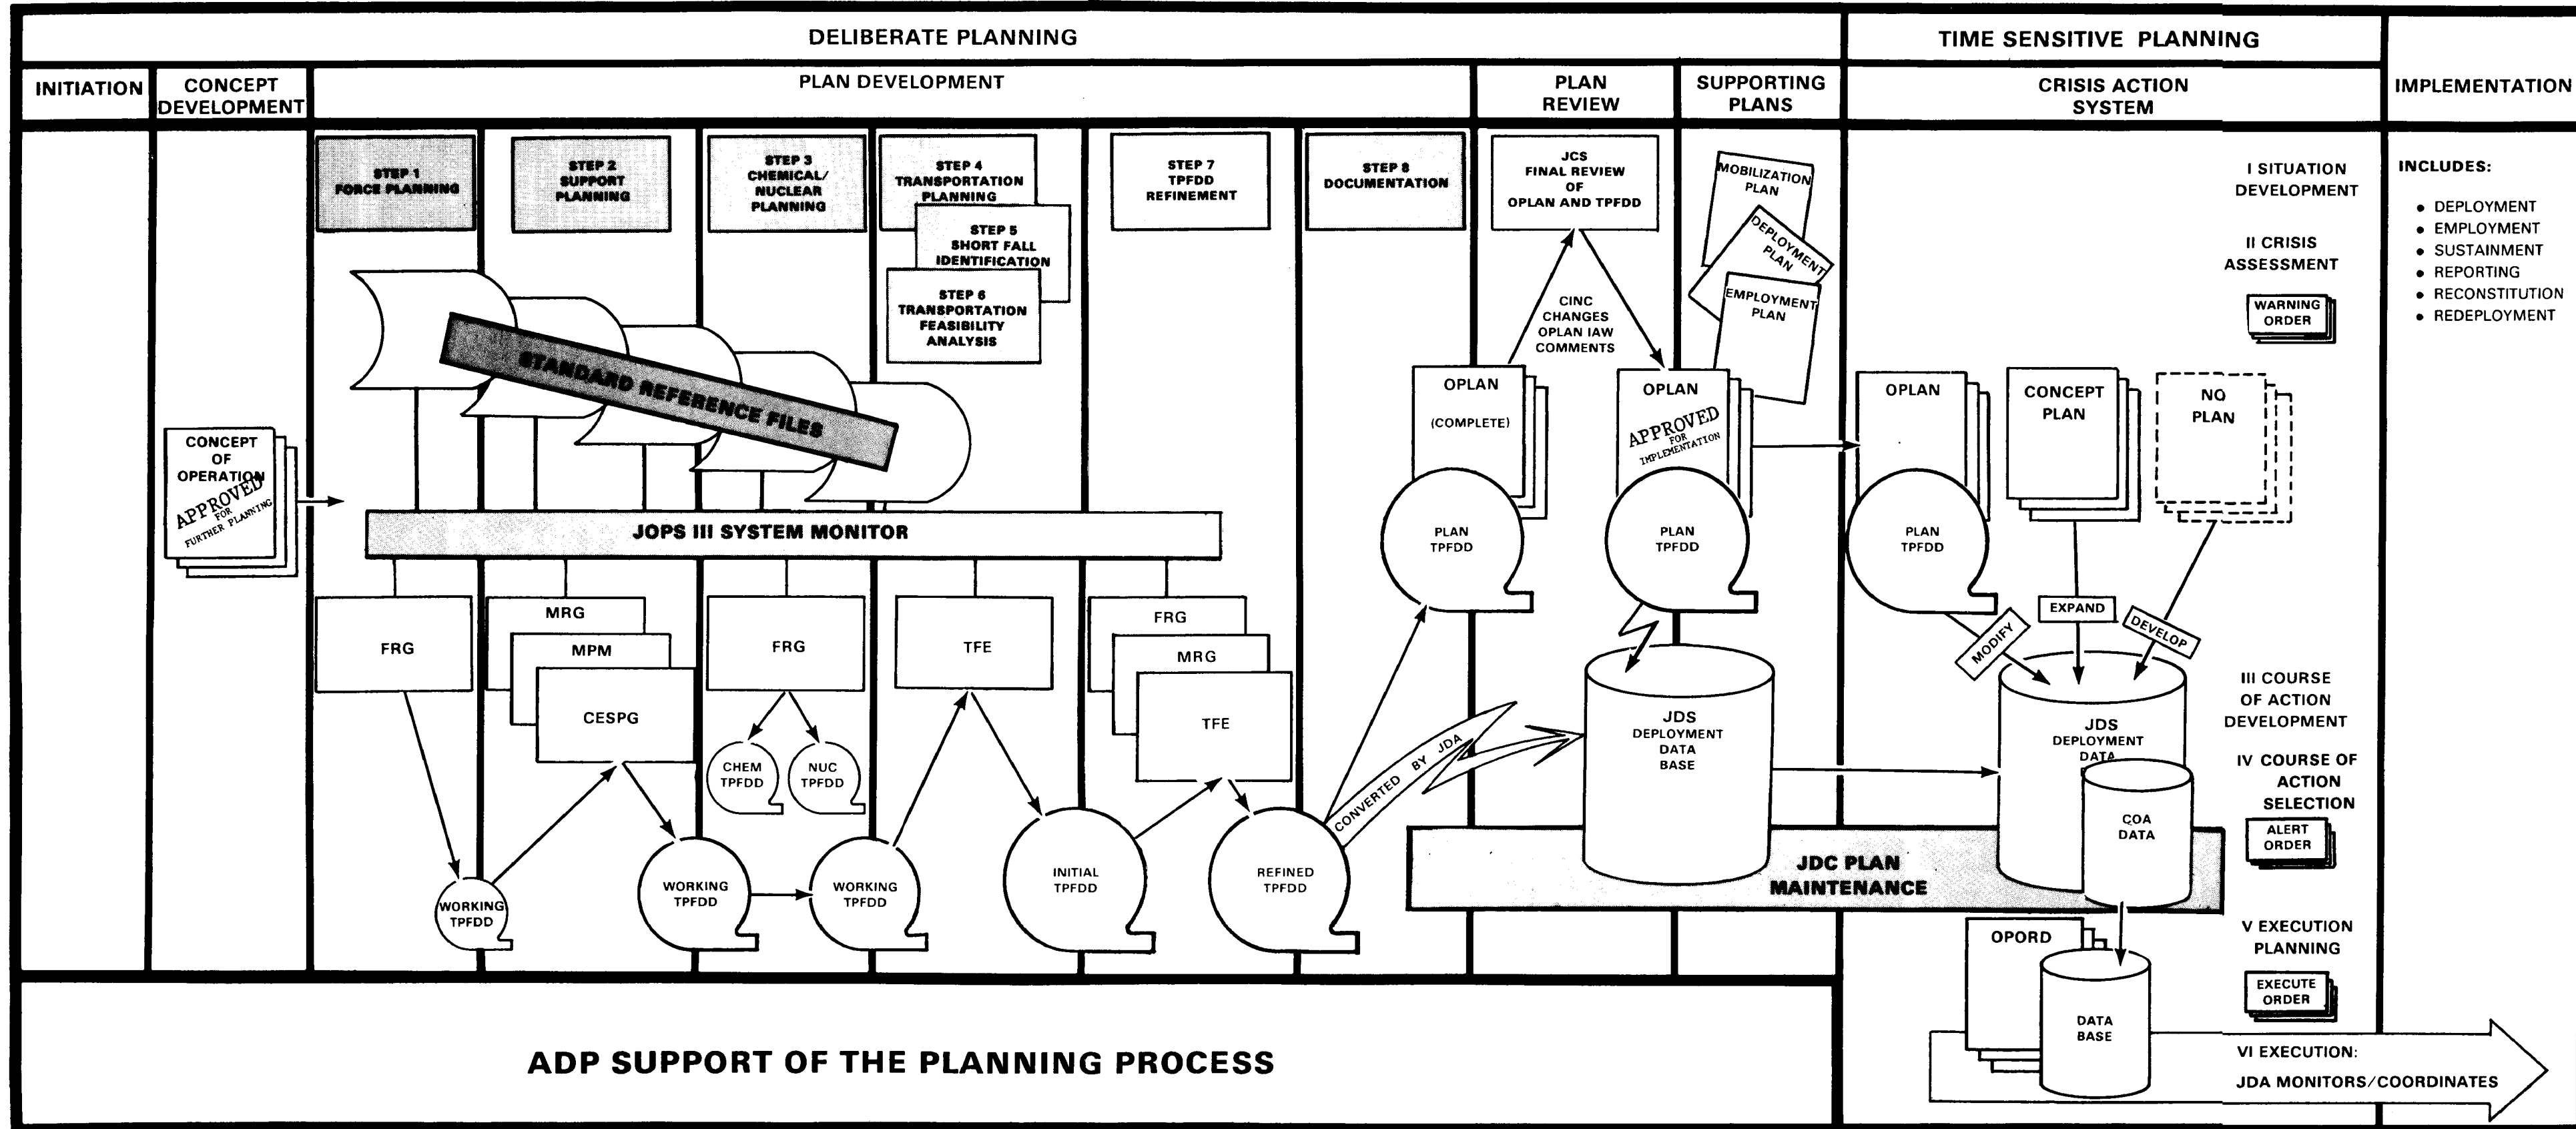 DELIBERATE PLANNING
TIME SENSITIVE PLANNING
INITIATION
CONCEPT
DEVELOPMENT
PLAN DEVELOPMENT
PLAN
REVIEW
SUPPORTING
PLANS
CRISIS ACTION
SYSTEM
IMPLEMENTATION
STEP 1
FORCE PLANNING
STEP 2
SUPPORT
PLANNING
STEP 3
CHEMICAL/
NUCLEAR
PLANNING
STEP 4
TRANSPORTATION
PLANNING
STEP 5
SHORT FALL
IDENTIFICATION
STEP 6
TRANSPORTATION
FEASIBILITY
ANALYSIS
STEP 7
TPFDD
REFINEMENT
STEP 8
DOCUMENTATION
JCS
FINAL REVIEW
OF
OPLAN AND TPFDD
MOBILIZATION
PLAN
DEPLOYMENT
PLAN
EMPLOYMENT
PLAN
CINC
CHANGES
OPLAN IAW
COMMENTS
I SITUATION
DEVELOPMENT
II CRISIS
ASSESSMENT
WARNING
ORDER
INCLUDES:
• DEPLOYMENT
• EMPLOYMENT
• SUSTAINMENT
• REPORTING
• RECONSTITUTION
• REDEPLOYMENT
STANDARD REFERENCE FILES
CONCEPT
OF
OPERATION
APPROVED
FOR
FURTHER PLANNING
JOPS III SYSTEM MONITOR
OPLAN
(COMPLETE)
PLAN
TPFDD
OPLAN
APPROVED
FOR
IMPLEMENTATION
PLAN
TPFDD
OPLAN
PLAN
TPFDD
CONCEPT
PLAN
NO
PLAN
MODIFY
EXPAND
DEVELOP
FRG
MRG
MPM
CESPG
FRG
CHEM
TPFDD
NUC
TPFDD
TFE
FRG
MRG
TFE
WORKING
TPFDD
WORKING
TPFDD
WORKING
TPFDD
INITIAL
TPFDD
REFINED
TPFDD
CONVERTED BY JDA
JDS
DEPLOYMENT
DATA
BASE
JDS
DEPLOYMENT
DATA
COA
DATA
JDC PLAN
MAINTENANCE
III COURSE
OF ACTION
DEVELOPMENT
IV COURSE OF
ACTION
SELECTION
ALERT
ORDER
V EXECUTION
PLANNING
EXECUTE
ORDER
OPORD
DATA
BASE
VI EXECUTION:
JDA MONITORS/COORDINATES
ADP SUPPORT OF THE PLANNING PROCESS